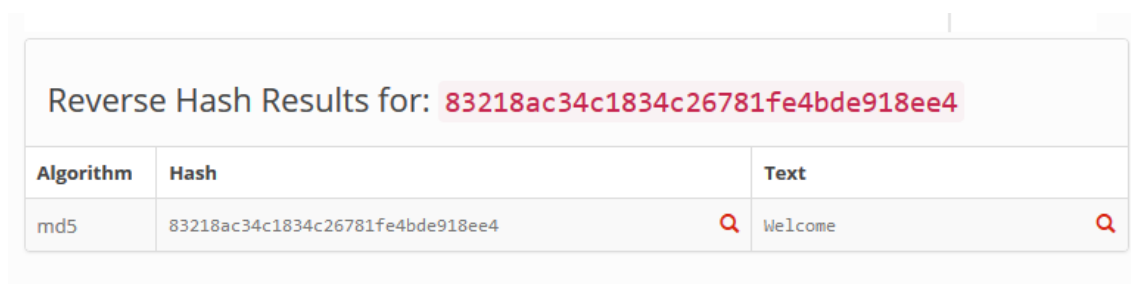 Reverse Hash Results for: 83218ac34c1834c26781fe4bde918ee4
Algorithm Hash Text
md5 83218ac34c1834c26781fe4bde918ee4 Welcome